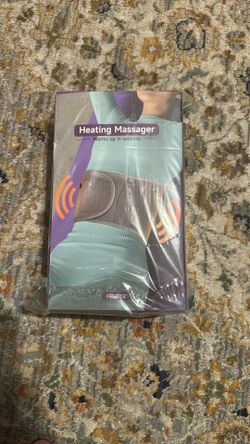 Heating Massager
Warms up in seconds